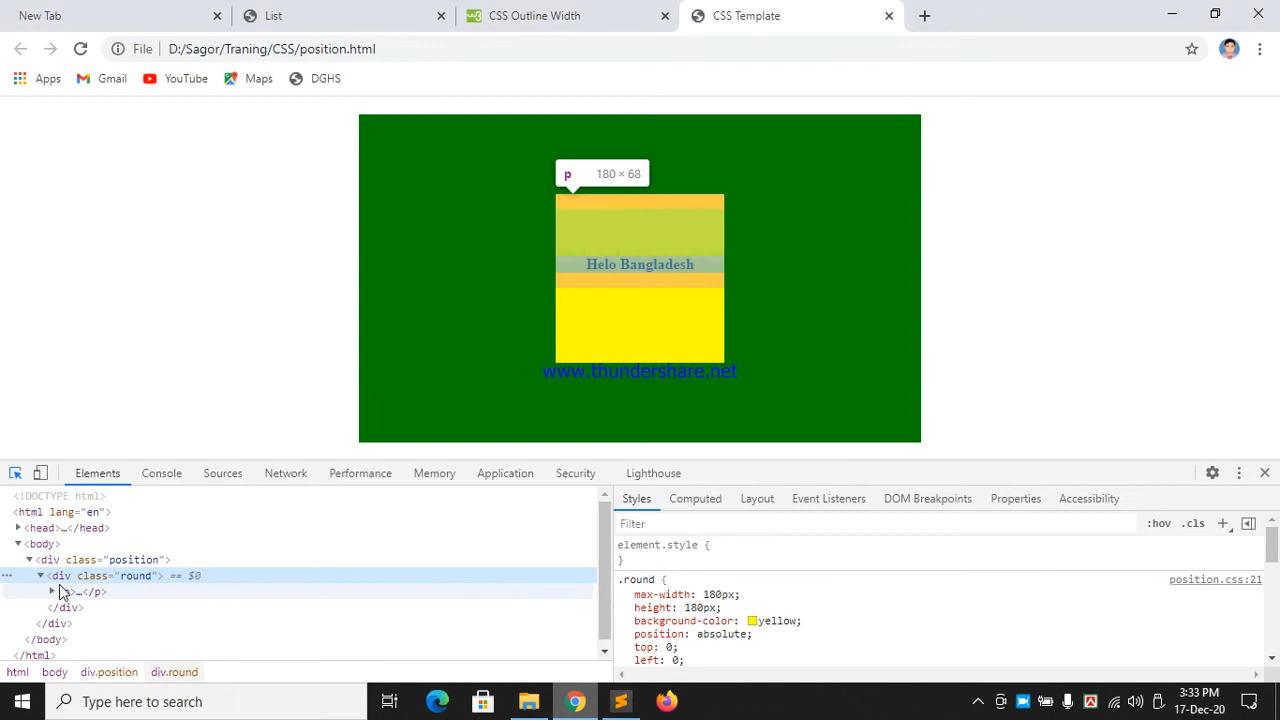 New Tab
List
CSS Outline Width
CSS Template
File
D:/Sagor/Traning/CSS/position.html
Apps
Gmail
YouTube
Maps
DGHS
p 180 × 68
Helo Bangladesh
www.thundershare.net
Elements
Console
Sources
Network
Performance
Memory
Application
Security
Lighthouse
<!DOCTYPE html>
<html lang="en">
<head>…</head>
<body>
<div class="position">
<div class="round"> == $0
…</p>
</div>
</div>
</body>
</html>
html body div.position div.round
Styles
Computed
Layout
Event Listeners
DOM Breakpoints
Properties
Accessibility
Filter
:hov .cls
element.style {
}
.round {
position.css:21
max-width: 180px;
height: 180px;
background-color: yellow;
position: absolute;
top: 0;
left: 0;
Type here to search
3:33 PM
17-Dec-20